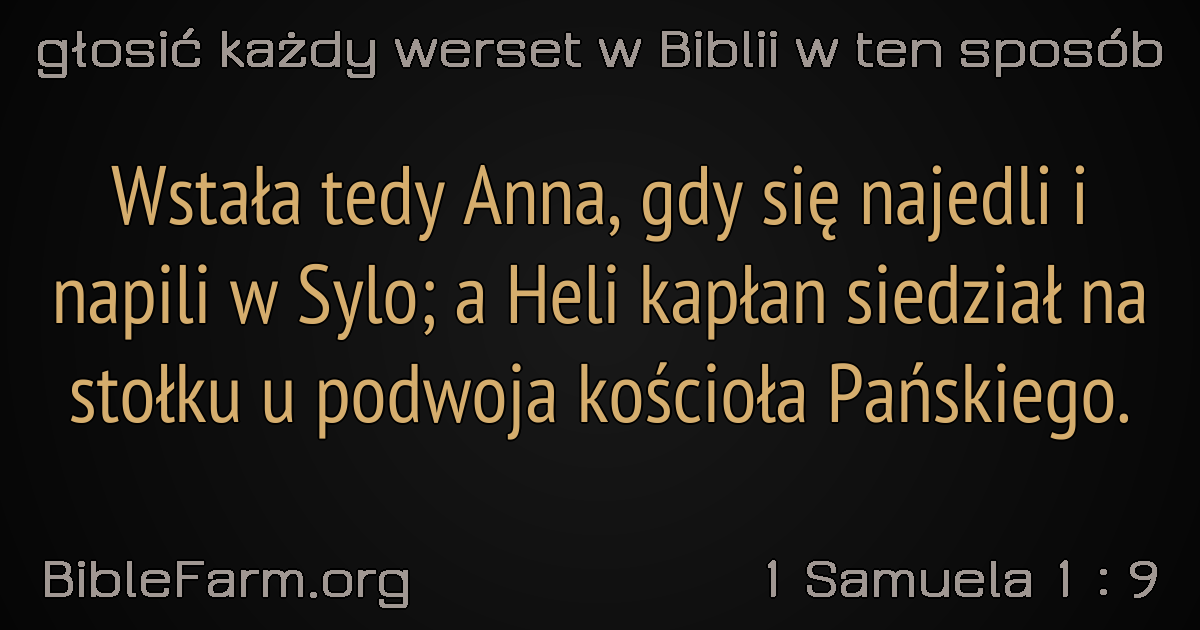 głosić każdy werset w Biblii w ten sposób
Wstała tedy Anna, gdy się najedli i
napili w Sylo; a Heli kapłan siedział na
stołku u podwoja kościoła Pańskiego.
BibleFarm.org
1 Samuela 1 : 9